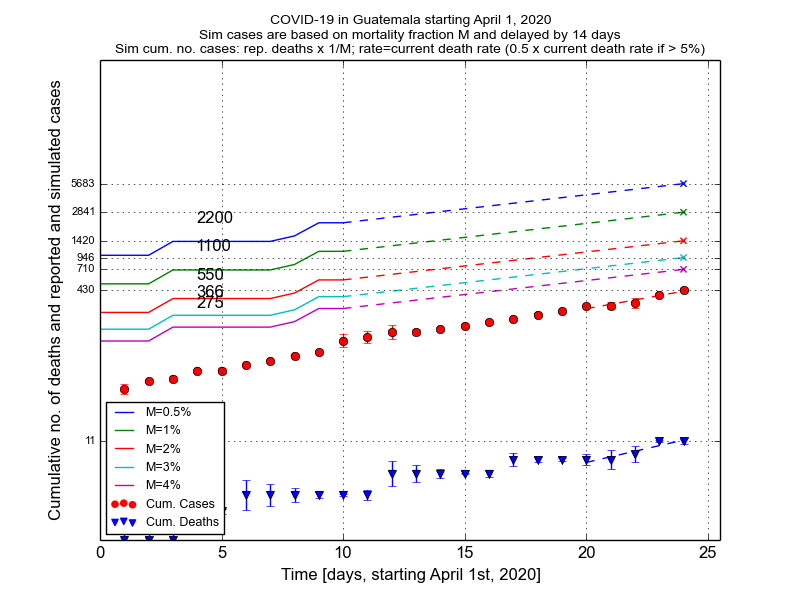 COVID-19 in Guatemala starting April 1, 2020
Sim cases are based on mortality fraction M and delayed by 14 days
Sim cum. no. cases: rep. deaths x 1/M; rate=current death rate (0.5 x current death rate if > 5%)
Cumulative no. of deaths and reported and simulated cases
5683
2841
1420
946
710
430
11
2200
1100
550
366
275
M=0.5%
M=1%
M=2%
M=3%
M=4%
Cum. Cases
Cum. Deaths
0 5 10 15 20 25
Time [days, starting April 1st, 2020]